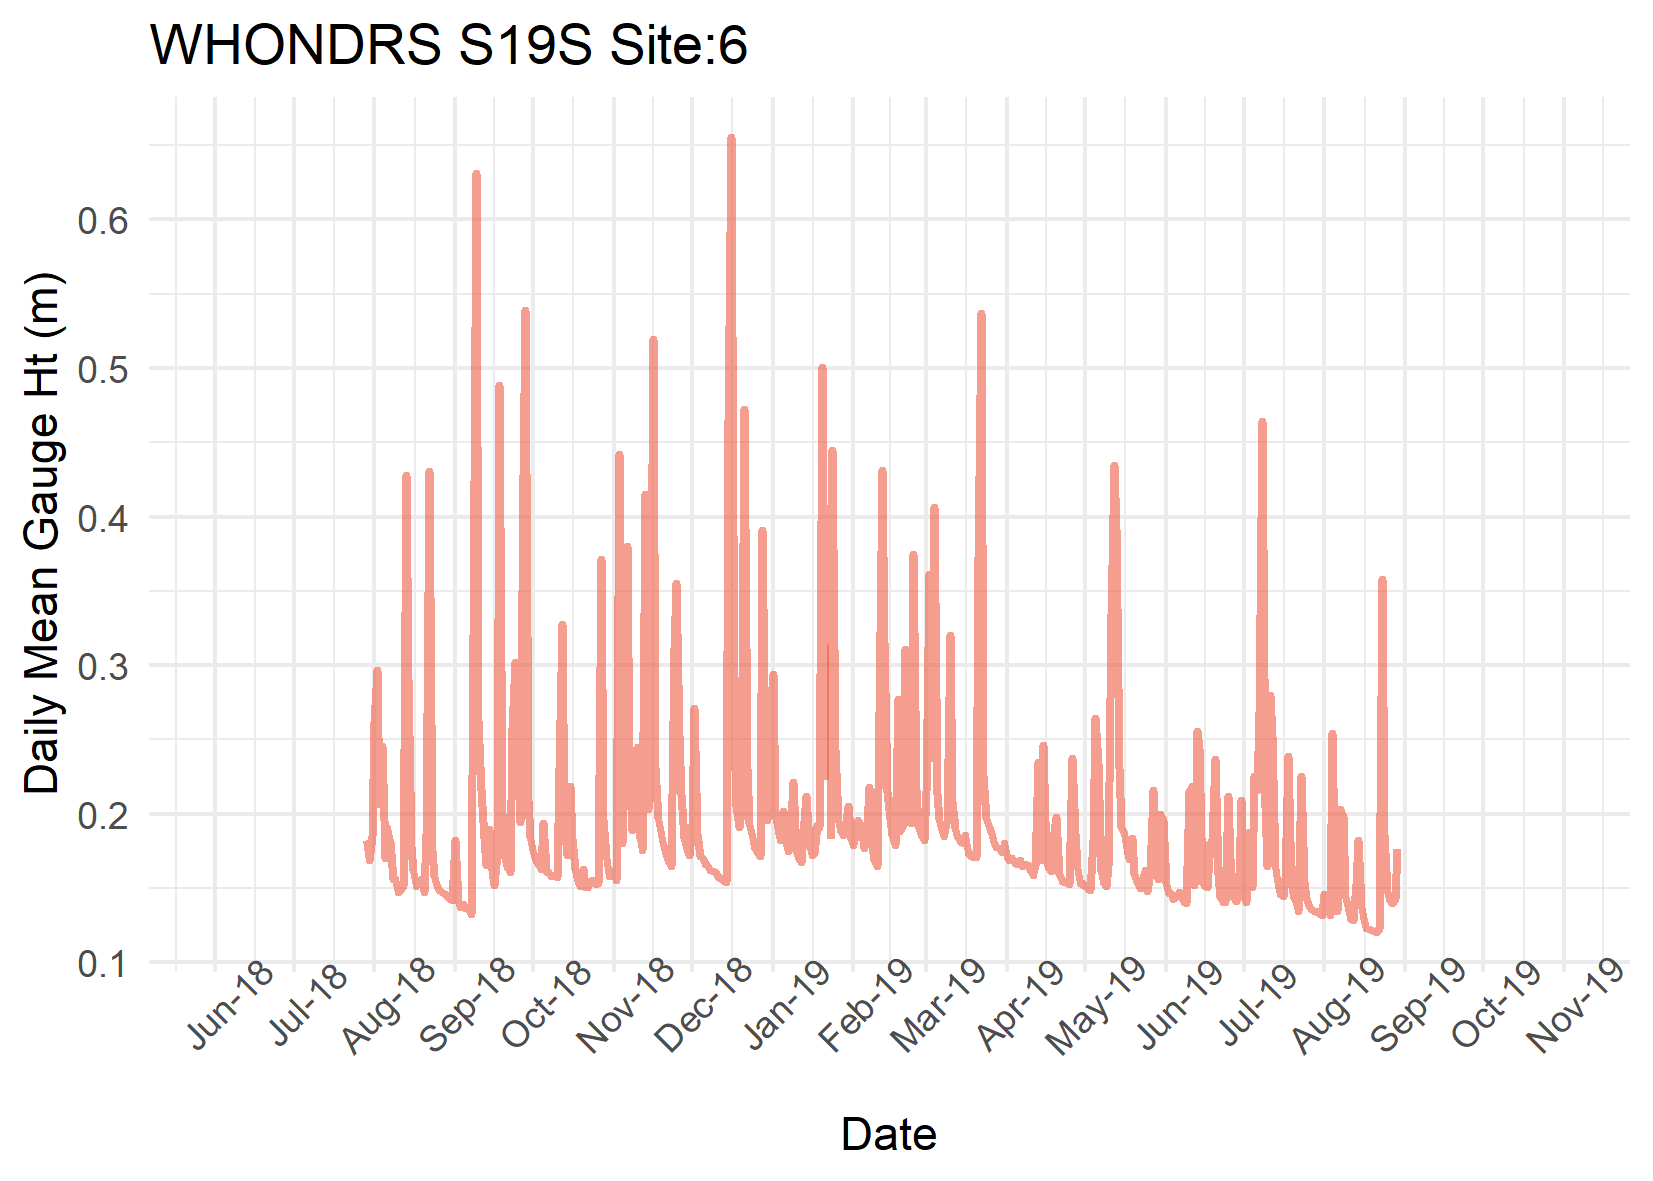 WHONDRS S19S Site:6
Daily Mean Gauge Ht (m)
0.6
0.5
0.4
0.3
0.2
0.1
Jun-18
Jul-18
Aug-18
Sep-18
Oct-18
Nov-18
Dec-18
Jan-19
Feb-19
Mar-19
Apr-19
May-19
Jun-19
Jul-19
Aug-19
Sep-19
Oct-19
Nov-19
Date